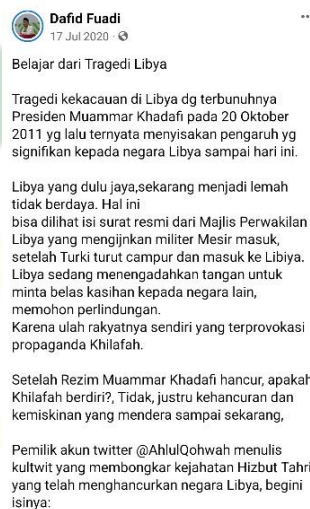 Dafid Fuadi
17 Jul 2020 ·
Belajar dari Tragedi Libya
Tragedi kekacauan di Libya dg terbunuhnya
Presiden Muammar Khadafi pada 20 Oktober
2011 yg lalu ternyata menyisakan pengaruh yg
signifikan kepada negara Libya sampai hari ini.
Libya yang dulu jaya,sekarang menjadi lemah
tidak berdaya. Hal ini
bisa dilihat isi surat resmi dari Majlis Perwakilan
Libya yang mengijnkan militer Mesir masuk,
setelah Turki turut campur dan masuk ke Libiya.
Libya sedang menengadahkan tangan untuk
minta belas kasihan kepada negara lain,
memohon perlindungan.
Karena ulah rakyatnya sendiri yang terprovokasi
propaganda Khilafah.
Setelah Rezim Muammar Khadafi hancur, apakah
Khilafah berdiri?, Tidak, justru kehancuran dan
kemiskinan yang mendera sampai sekarang,
Pemilik akun twitter @AhlulQohwah menulis
kultwit yang membongkar kejahatan Hizbut Tahri
yang telah menghancurkan negara Libya, begini
isinya: